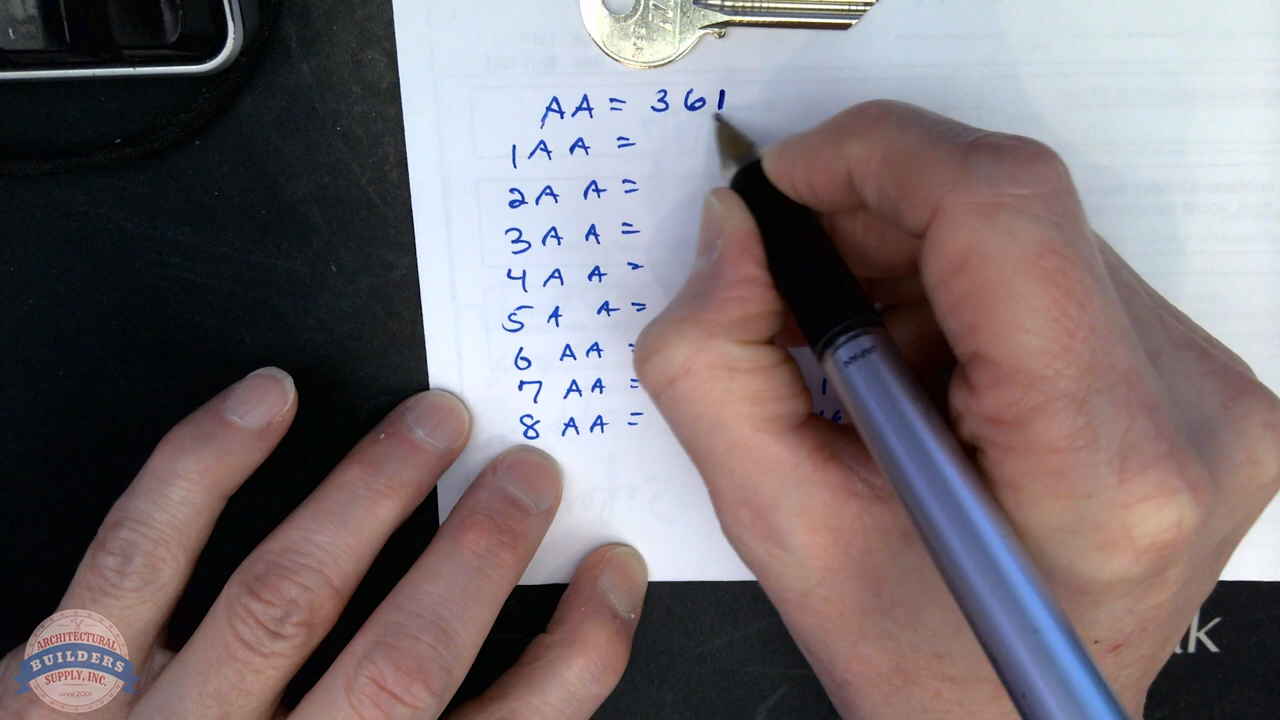 AA = 361
1AA =
2A A =
3A A =
4A A =
5A A =
6 AA =
7 AA =
8 AA =
JAPAN
ARCHITECTURAL
BUILDERS
SUPPLY, INC.
since 2001